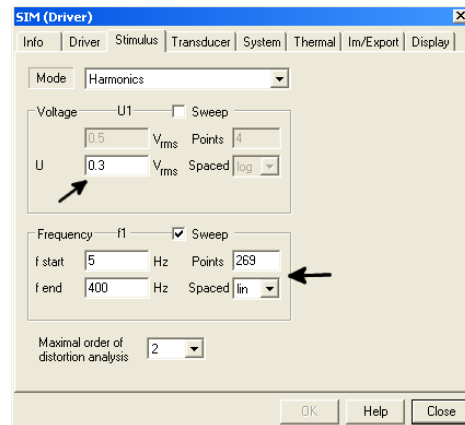 SIM (Driver)
Info Driver Stimulus Transducer System Thermal Im/Export Display
Mode Harmonics
Voltage U1 Sweep
0.5 Vrms Points 4
U 0.3 Vrms Spaced log
Frequency f1 Sweep
f start 5 Hz Points 269
f end 400 Hz Spaced lin
Maximal order of
distortion analysis 2
OK Help Close